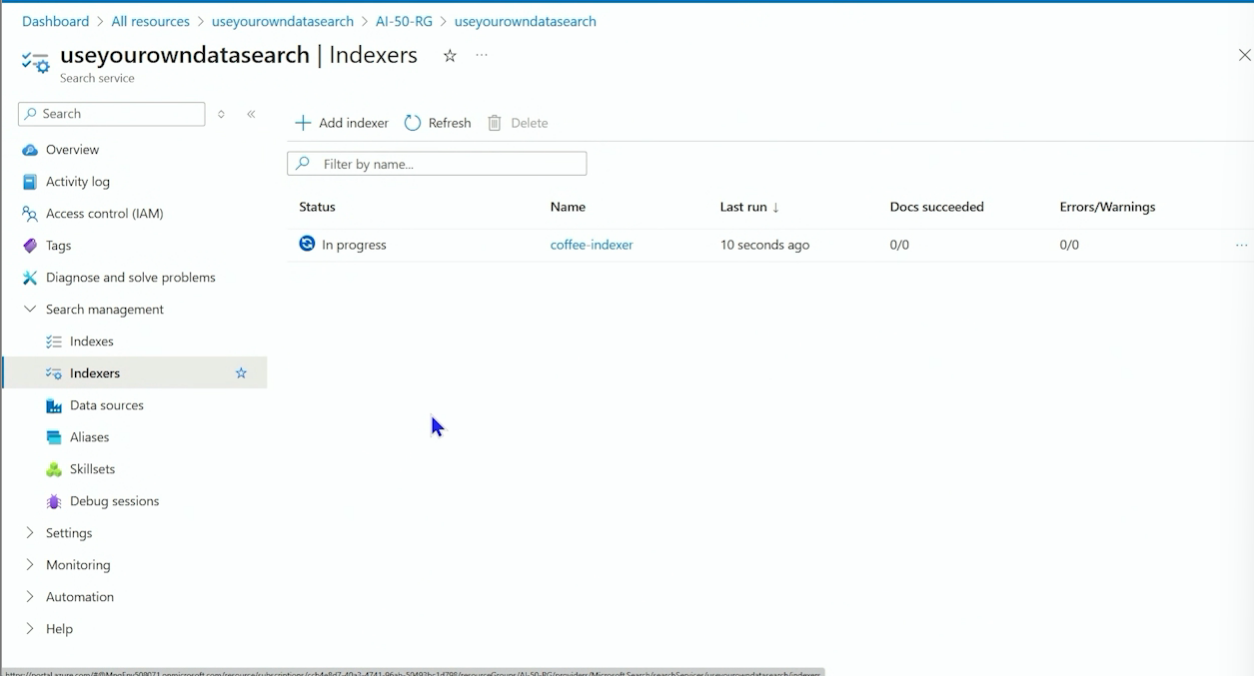 Dashboard > All resources > useyourowndatasearch > AI-50-RG > useyourowndatasearch
useyourowndatasearch | Indexers
Search service
Search
Add indexer Refresh Delete
Filter by name...
Overview
Activity log
Access control (IAM)
Tags
Diagnose and solve problems
Search management
Indexes
Indexers
Data sources
Aliases
Skillsets
Debug sessions
Settings
Monitoring
Automation
Help
Status Name Last run ↓ Docs succeeded Errors/Warnings
In progress coffee-indexer 10 seconds ago 0/0 0/0